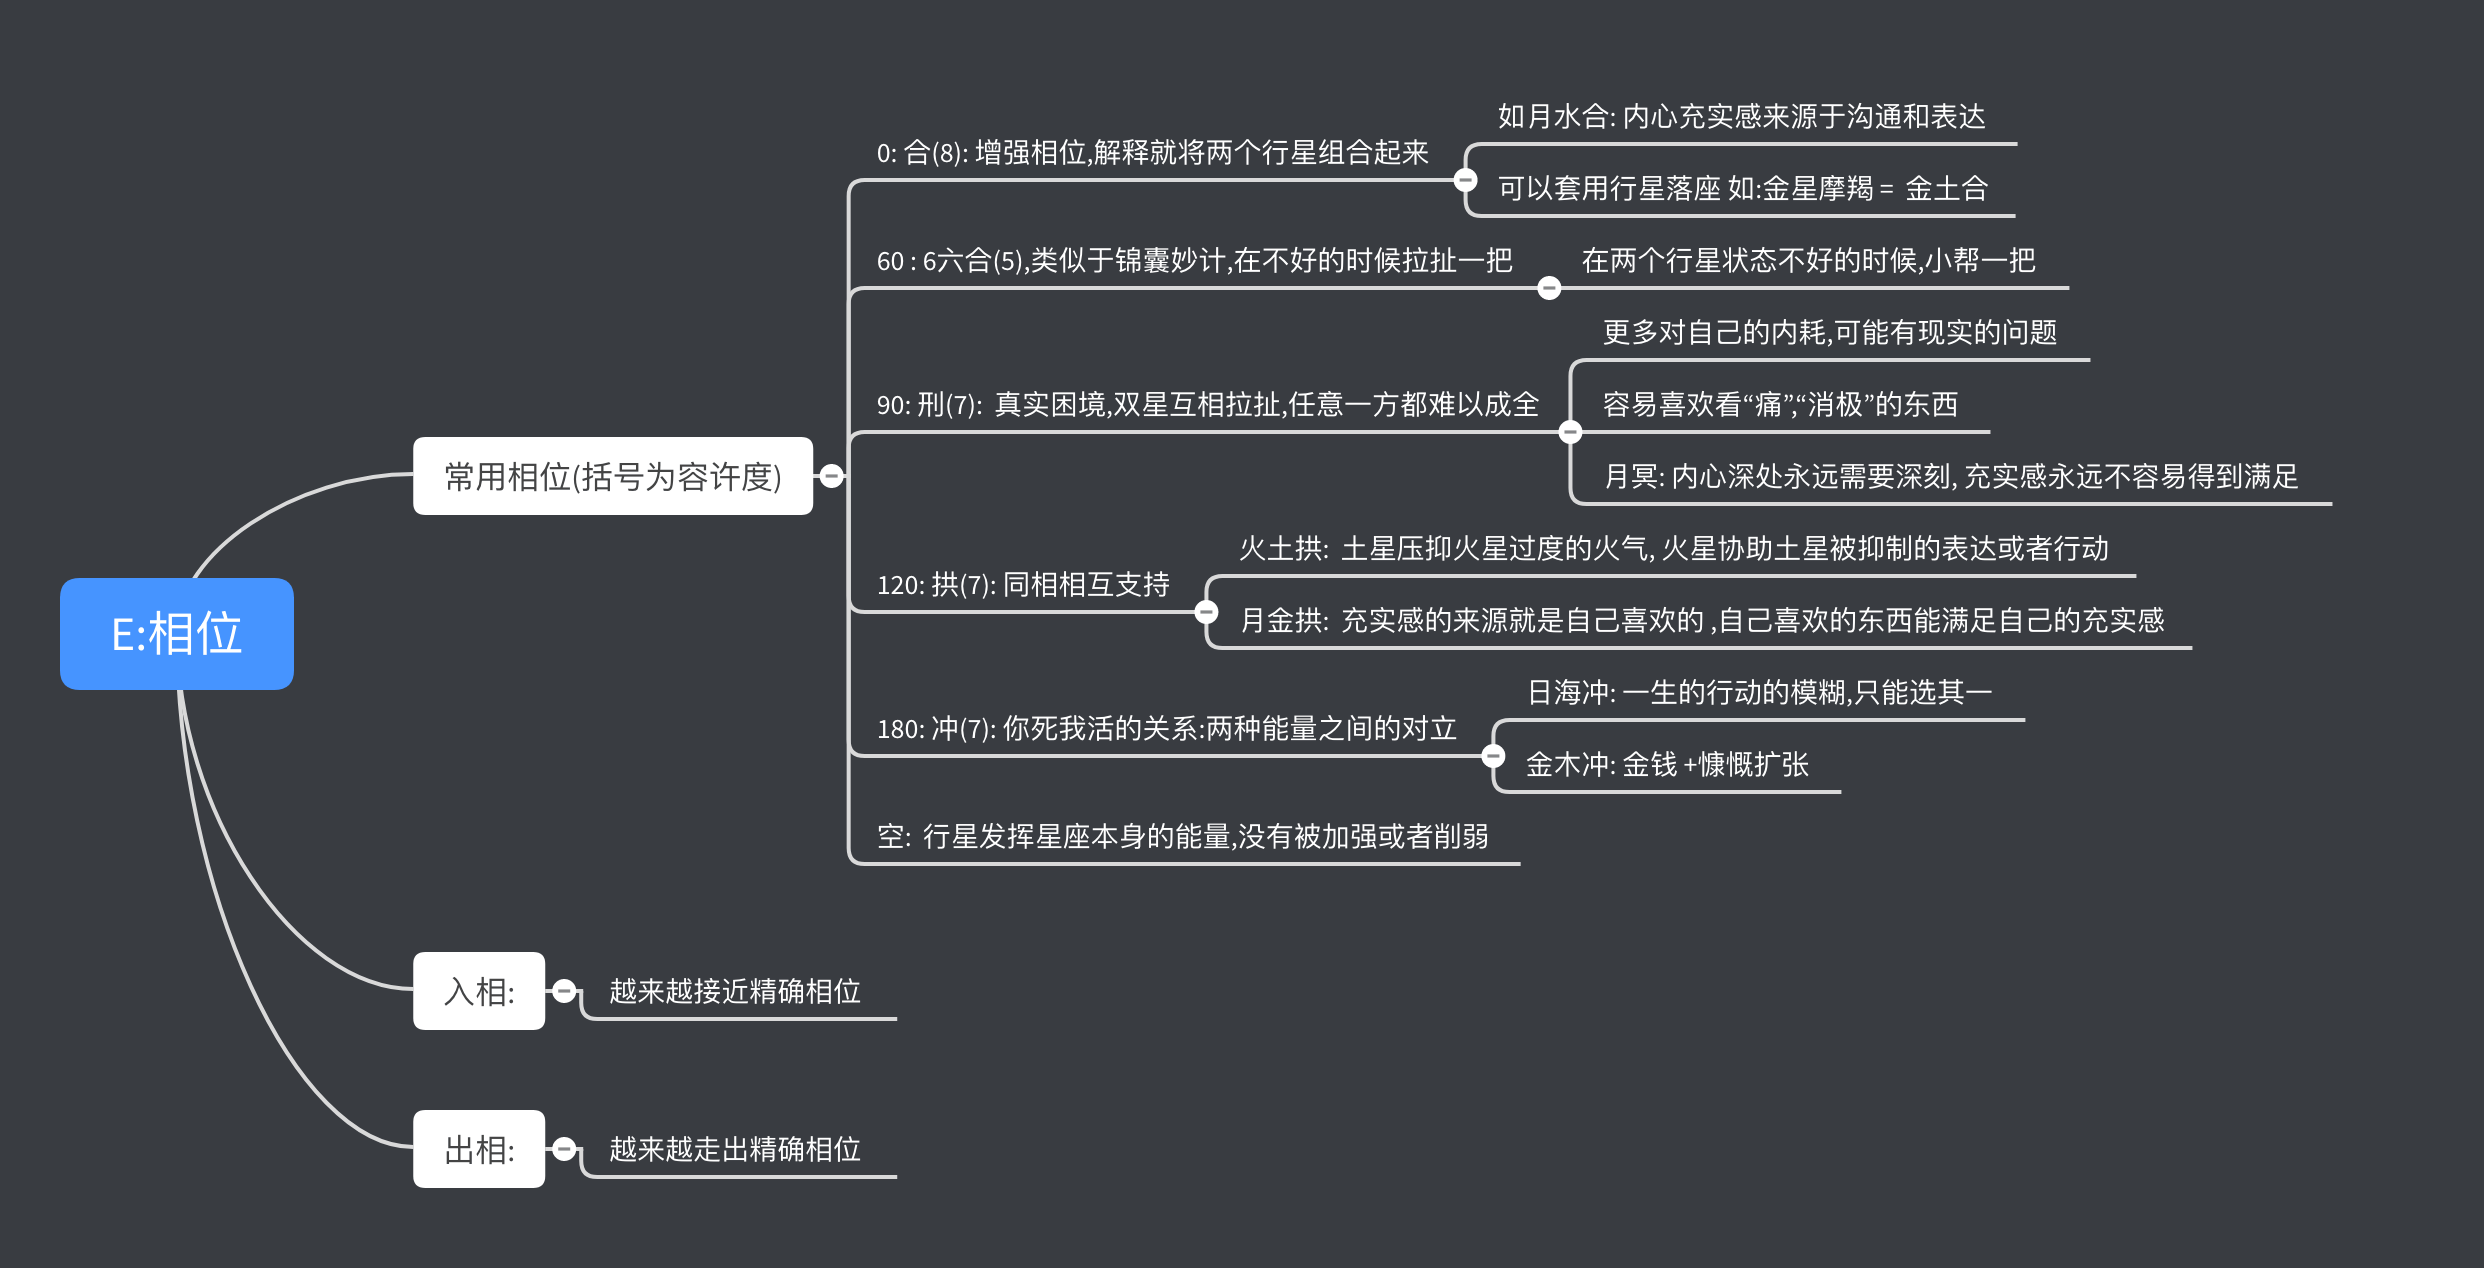 E:相位
常用相位(括号为容许度)
0: 合(8): 增强相位,解释就将两个行星组合起来
如月水合: 内心充实感来源于沟通和表达
可以套用行星落座 如:金星摩羯 =  金土合
60 : 6六合(5),类似于锦囊妙计,在不好的时候拉扯一把
在两个行星状态不好的时候,小帮一把
90: 刑(7):  真实困境,双星互相拉扯,任意一方都难以成全
更多对自己的内耗,可能有现实的问题
容易喜欢看“痛”,“消极”的东西
月冥: 内心深处永远需要深刻, 充实感永远不容易得到满足
120: 拱(7): 同相相互支持
火土拱:  土星压抑火星过度的火气, 火星协助土星被抑制的表达或者行动
月金拱:  充实感的来源就是自己喜欢的 ,自己喜欢的东西能满足自己的充实感
180: 冲(7): 你死我活的关系:两种能量之间的对立
日海冲: 一生的行动的模糊,只能选其一
金木冲: 金钱 +慷慨扩张
空:  行星发挥星座本身的能量,没有被加强或者削弱
入相:
越来越接近精确相位
出相:
越来越走出精确相位